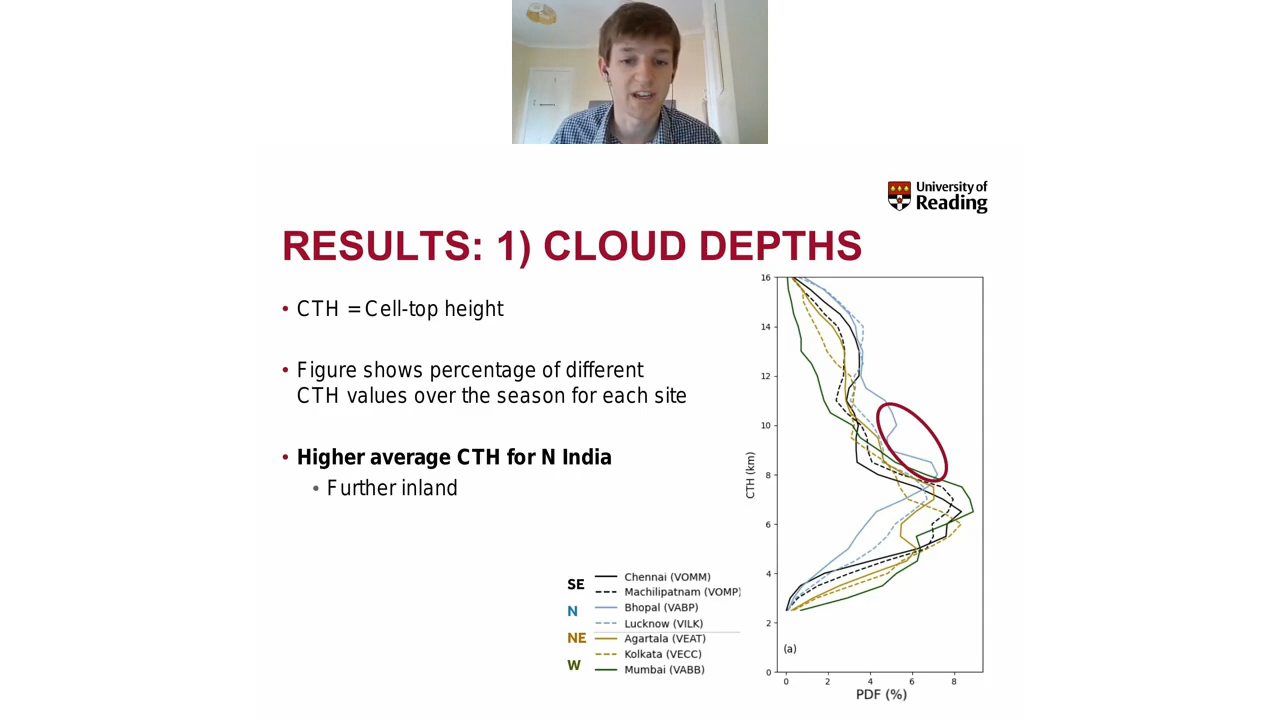 University of
Reading
RESULTS: 1) CLOUD DEPTHS
• CTH = Cell-top height
• Figure shows percentage of different
CTH values over the season for each site
• Higher average CTH for N India
• Further inland
SE
N
NE
W
Chennai (VOMM)
Machilipatnam (VOMP)
Bhopal (VABP)
Lucknow (VILK)
Agartala (VEAT)
Kolkata (VECC)
Mumbai (VABB)
16
14
12
10
8
6
4
2
0
CTH (km)
(a)
0 2 4 6 8
PDF (%)